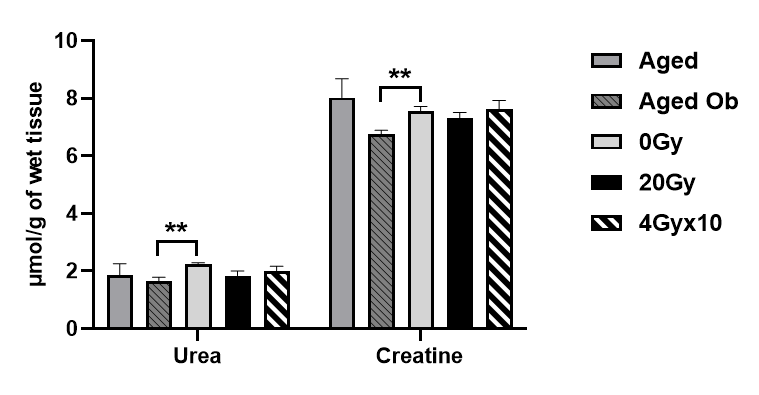 10
8
6
4
2
0
μmol/g of wet tissue
**
**
Urea
Creatine
Aged
Aged Ob
0Gy
20Gy
4Gyx10